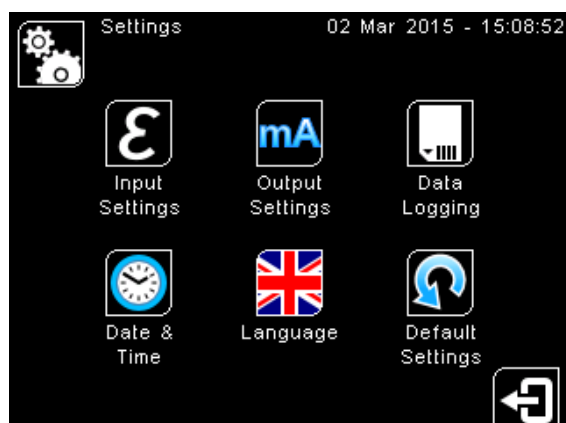 Settings
02 Mar 2015 - 15:08:52
ε
mA
Input
Settings
Output
Settings
Data
Logging
Date &
Time
Language
Default
Settings